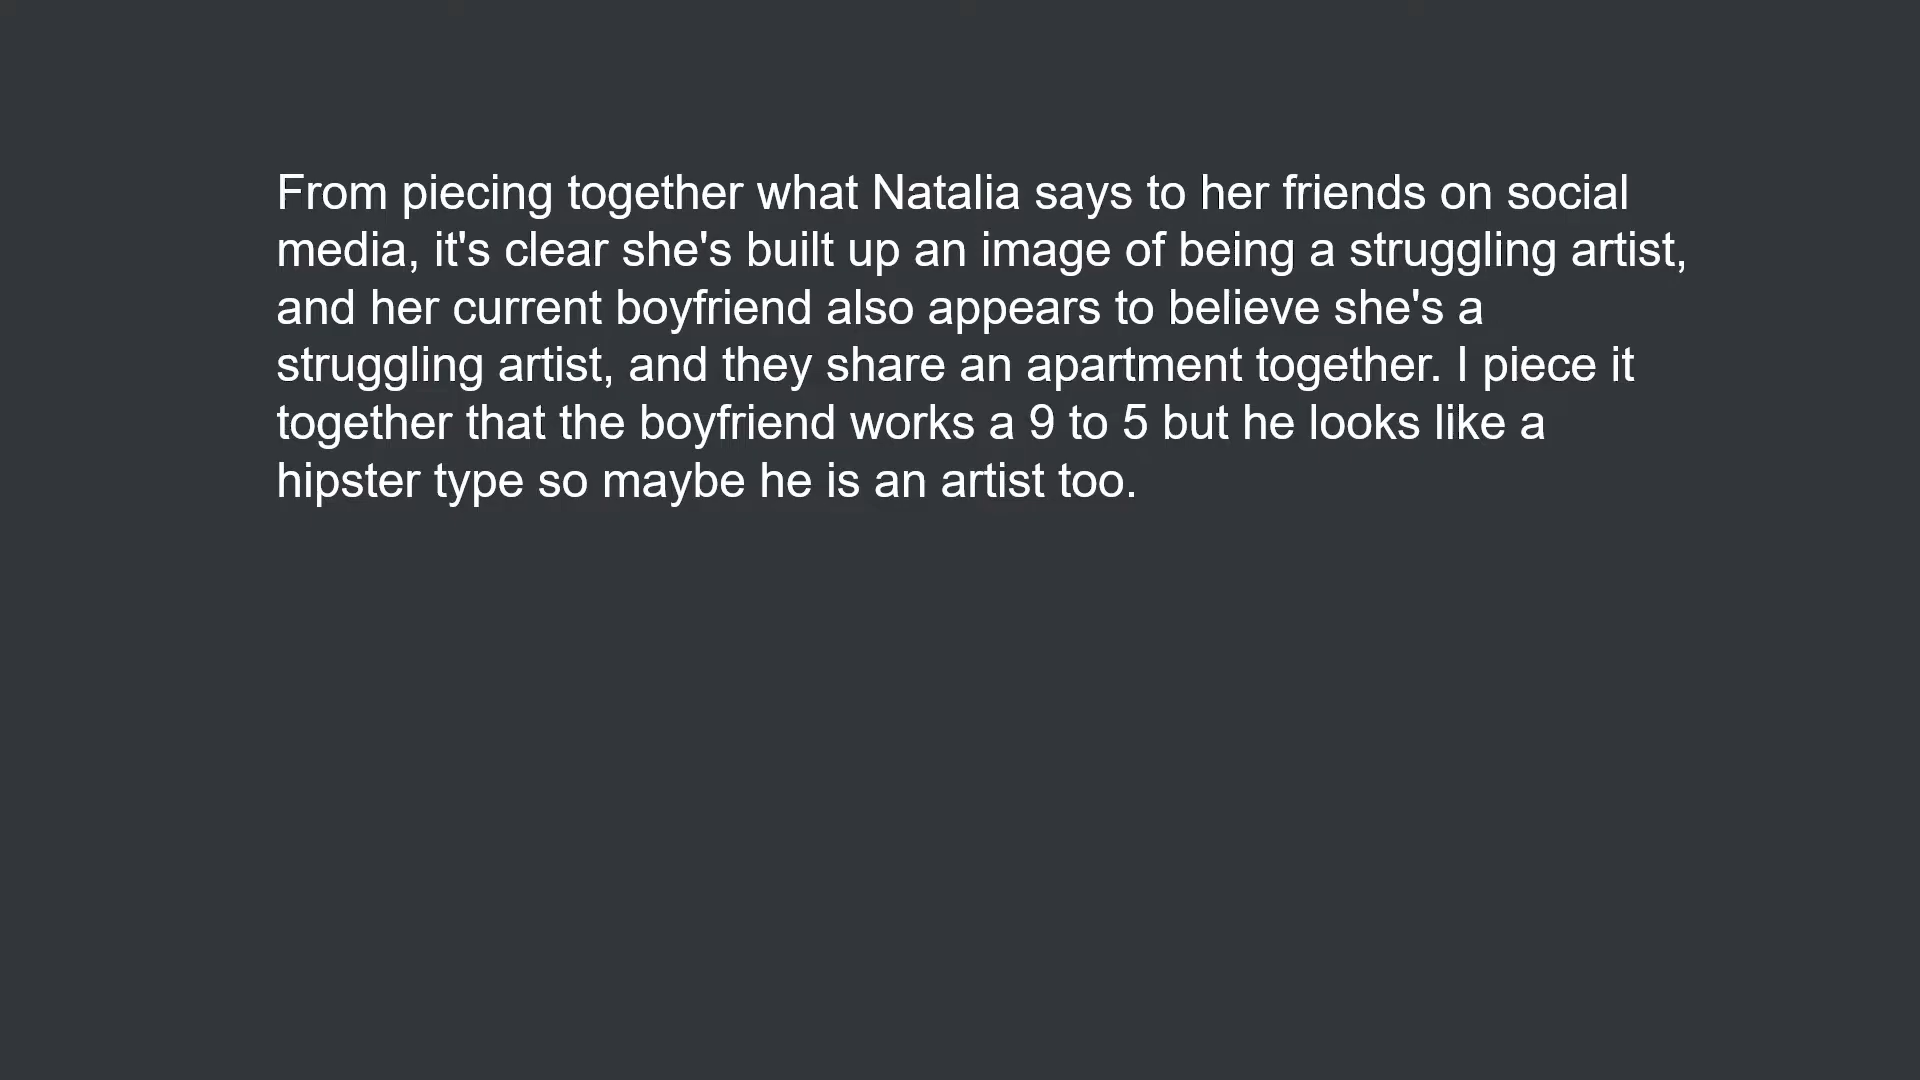 From piecing together what Natalia says to her friends on social
media, it's clear she's built up an image of being a struggling artist,
and her current boyfriend also appears to believe she's a
struggling artist, and they share an apartment together. I piece it
together that the boyfriend works a 9 to 5 but he looks like a
hipster type so maybe he is an artist too.